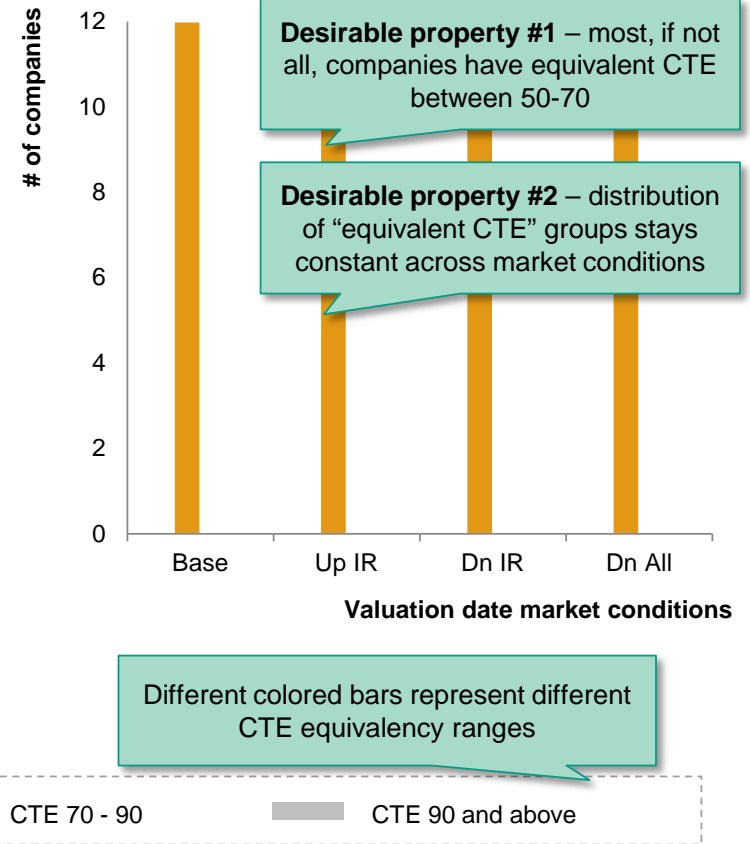 # of companies
12
10
8
6
4
2
0
Desirable property #1 – most, if not
all, companies have equivalent CTE
between 50-70
Desirable property #2 – distribution
of “equivalent CTE” groups stays
constant across market conditions
Base Up IR Dn IR Dn All
Valuation date market conditions
Different colored bars represent different
CTE equivalency ranges
CTE 70 - 90 CTE 90 and above